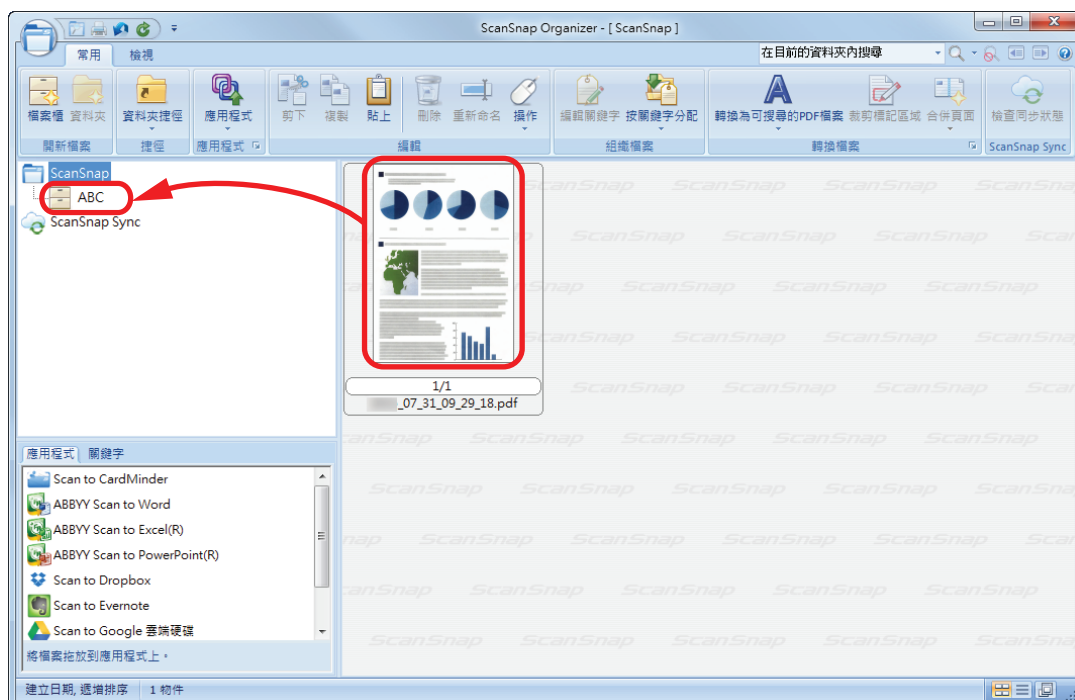 ScanSnap Organizer - [ ScanSnap ]
常用 檢視
在目前的資料夾內搜尋
檔案櫃 資料夾 資料夾捷徑 應用程式 剪下 複製 貼上 刪除 重新命名 操作 編輯關鍵字 按關鍵字分配 轉換為可搜尋的PDF檔案 裁剪標記區域 合併頁面 檢查同步狀態
開新檔案 捷徑 應用程式 編輯 組織檔案 轉換檔案 ScanSnap Sync
ScanSnap
ABC
ScanSnap Sync
1/1
_07_31_09_29_18.pdf
應用程式 關鍵字
Scan to CardMinder
ABBYY Scan to Word
ABBYY Scan to Excel(R)
ABBYY Scan to PowerPoint(R)
Scan to Dropbox
Scan to Evernote
Scan to Google 雲端硬碟
將檔案拖放到應用程式上。
建立日期, 遞增排序 1 物件